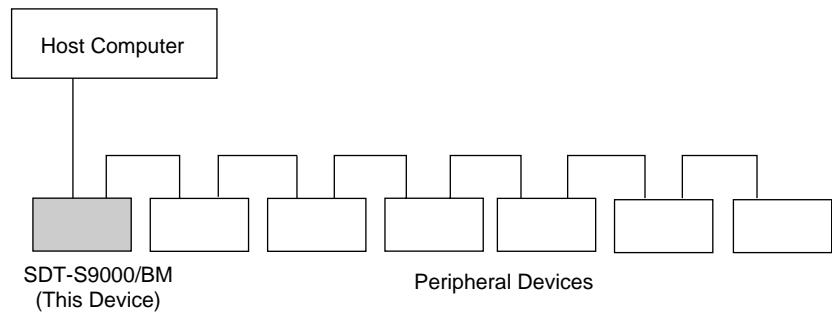 Host Computer
SDT-S9000/BM
(This Device)
Peripheral Devices